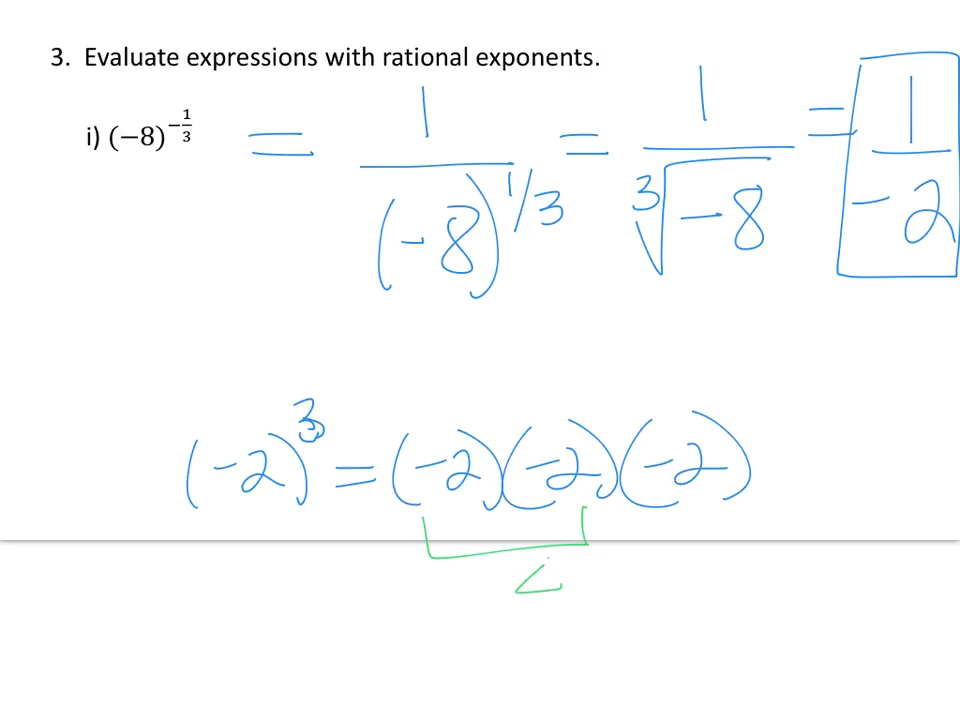 3. Evaluate expressions with rational exponents.
i) (−8)^(−1/3) = 1/(-8)^(1/3) = 1/∛-8 = 1/-2
(-2)^3 = (-2)(-2)(-2)